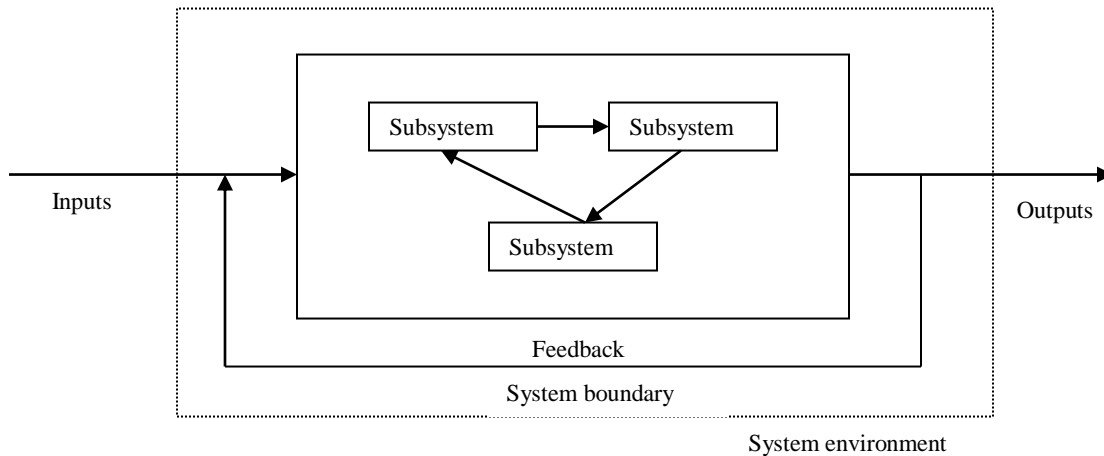 Subsystem
Subsystem
Inputs
Outputs
Subsystem
Feedback
System boundary
System environment